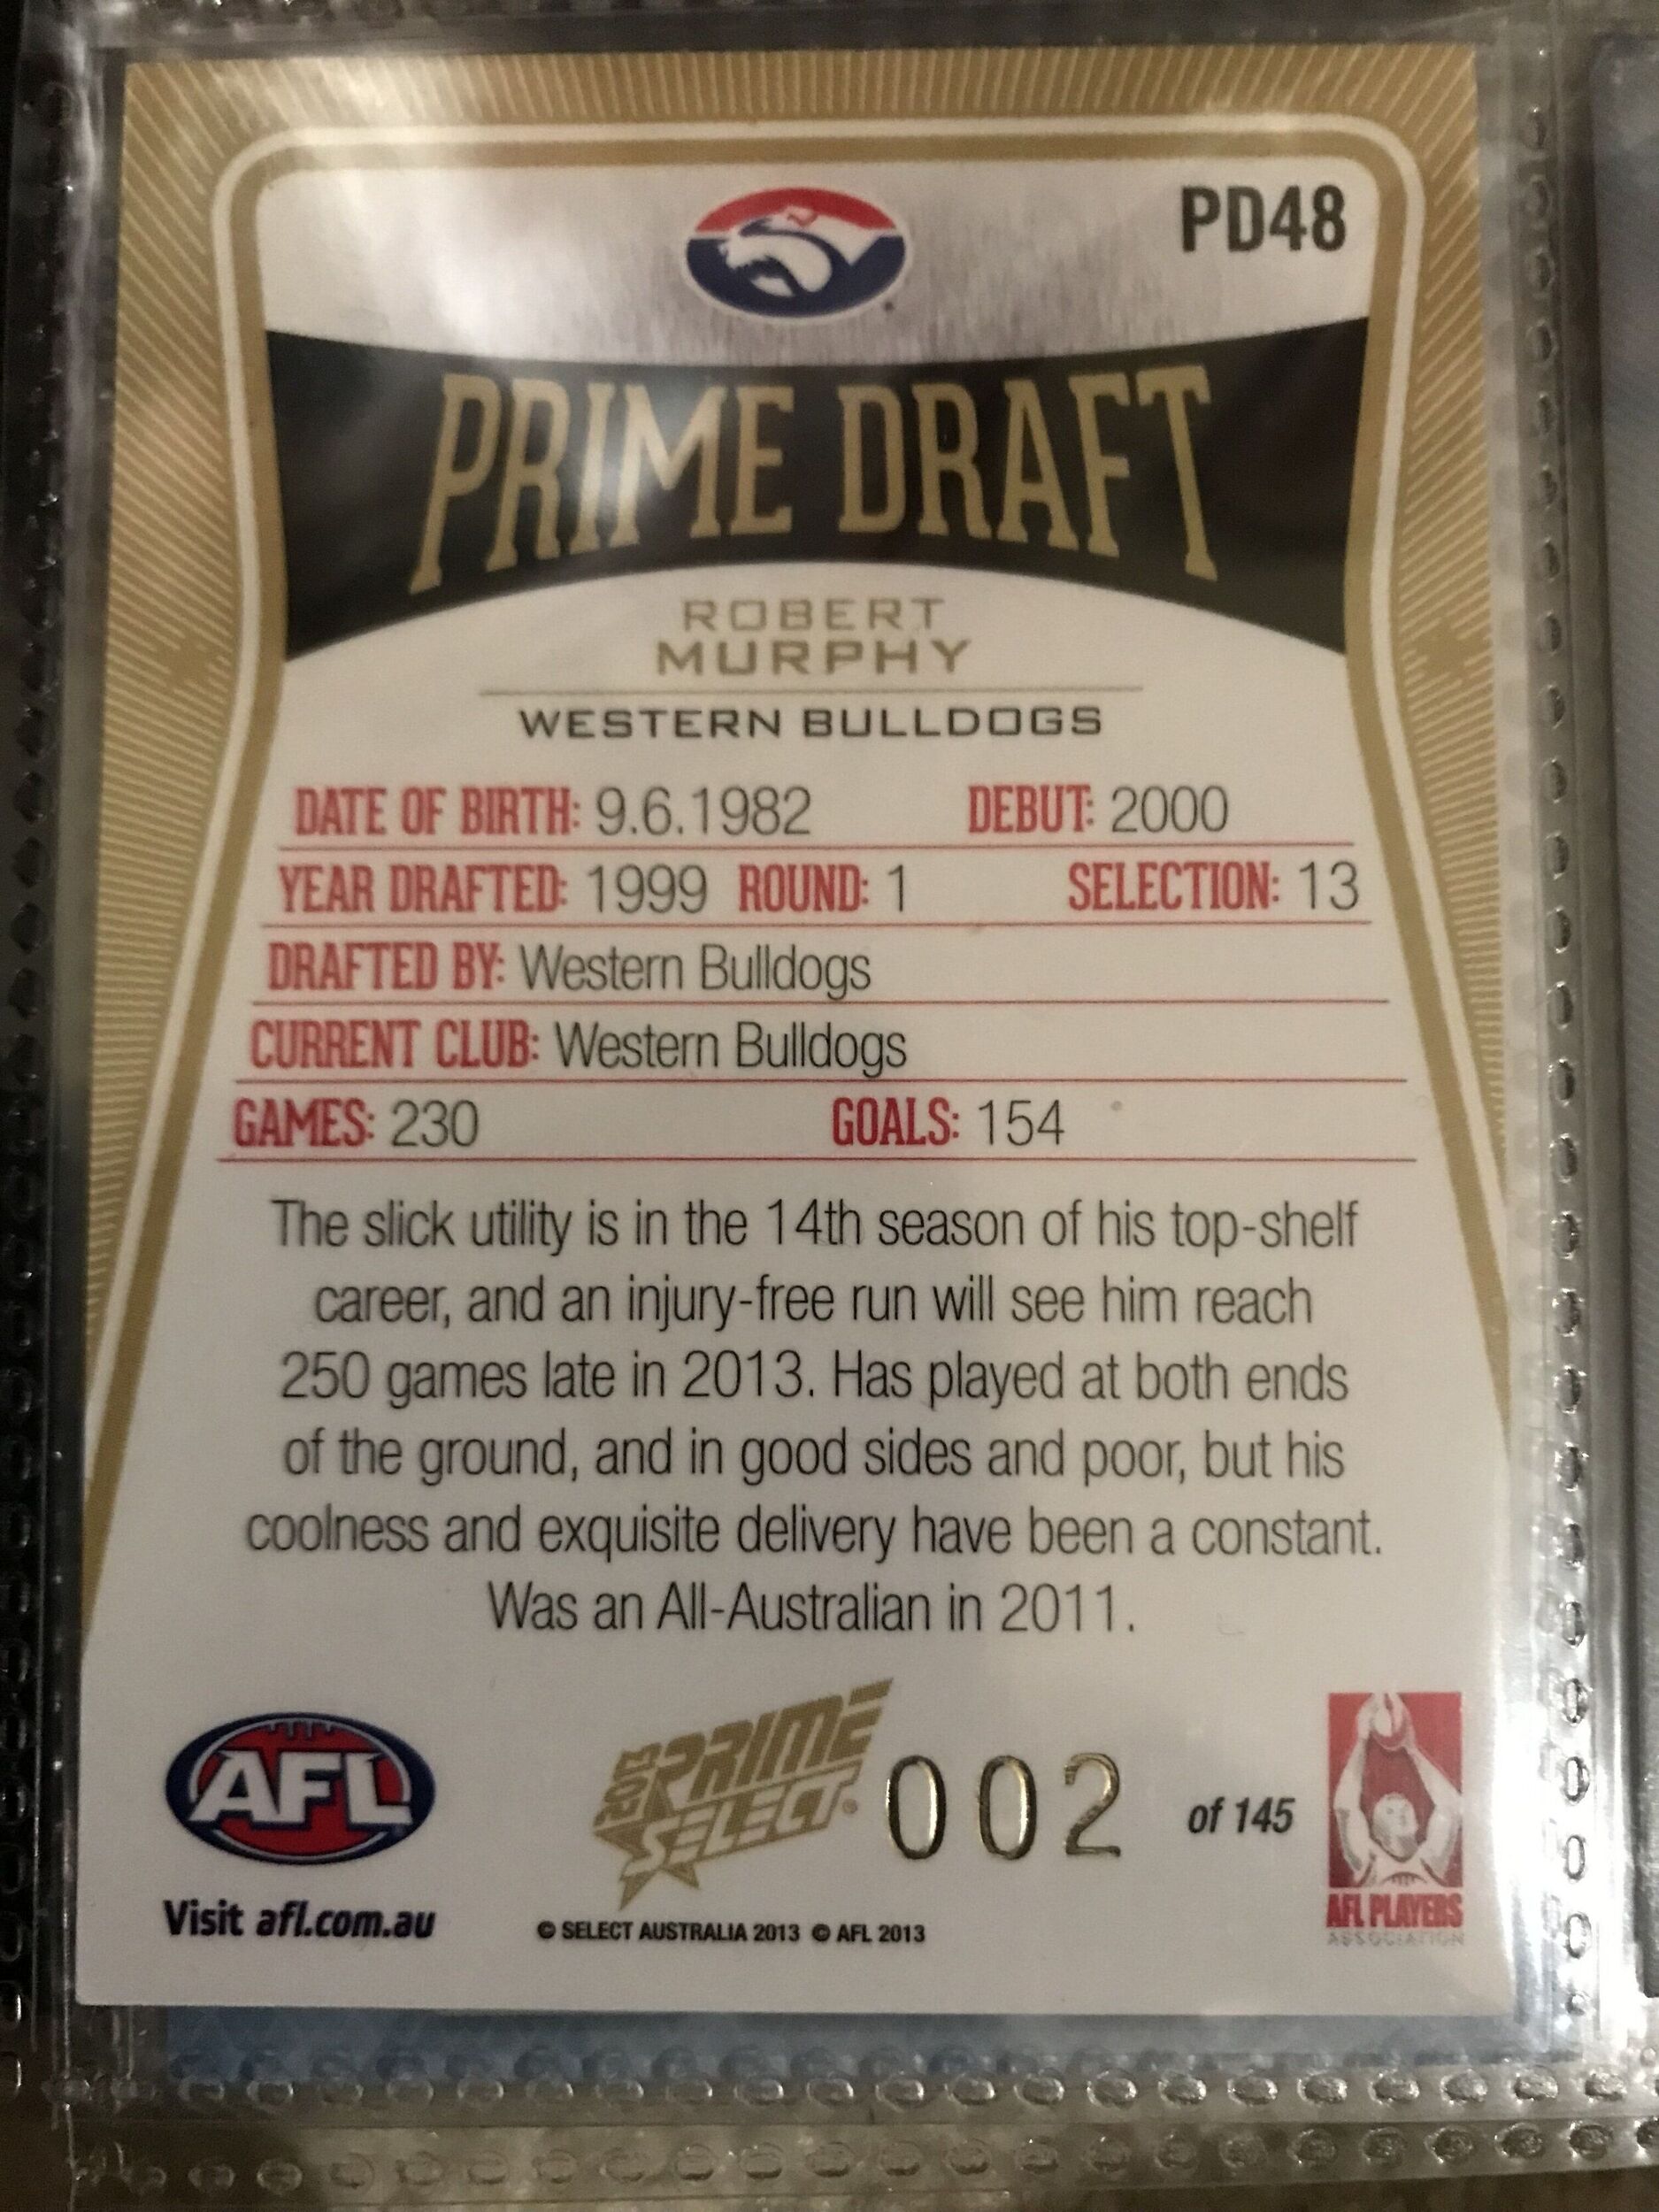 PD48
PRIME DRAFT
ROBERT
MURPHY
WESTERN BULLDOGS
DATE OF BIRTH: 9.6.1982 DEBUT: 2000
YEAR DRAFTED: 1999 ROUND: 1 SELECTION: 13
DRAFTED BY: Western Bulldogs
CURRENT CLUB: Western Bulldogs
GAMES: 230 GOALS: 154
The slick utility is in the 14th season of his top-shelf
career, and an injury-free run will see him reach
250 games late in 2013. Has played at both ends
of the ground, and in good sides and poor, but his
coolness and exquisite delivery have been a constant.
Was an All-Australian in 2011.
AFL
2013 PRIME
SELECT
002 of 145
AFL PLAYERS
ASSOCIATION
Visit afl.com.au
© SELECT AUSTRALIA 2013 © AFL 2013